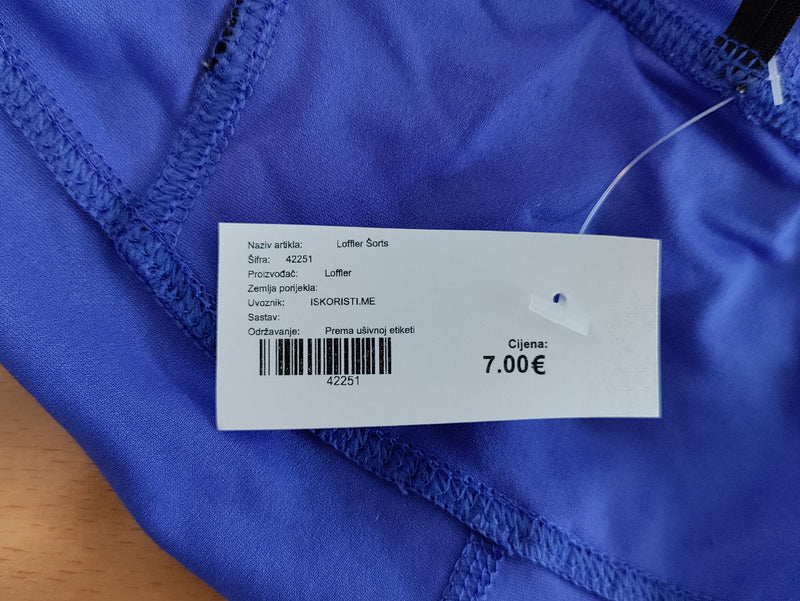 Naziv artikla: Loffler Šorts
Šifra: 42251
Proizvođač: Loffler
Zemlja porijekla:
Uvoznik: ISKORISTI.ME
Sastav:
Održavanje: Prema ušivnoj etiketi
42251
Cijena:
7.00€